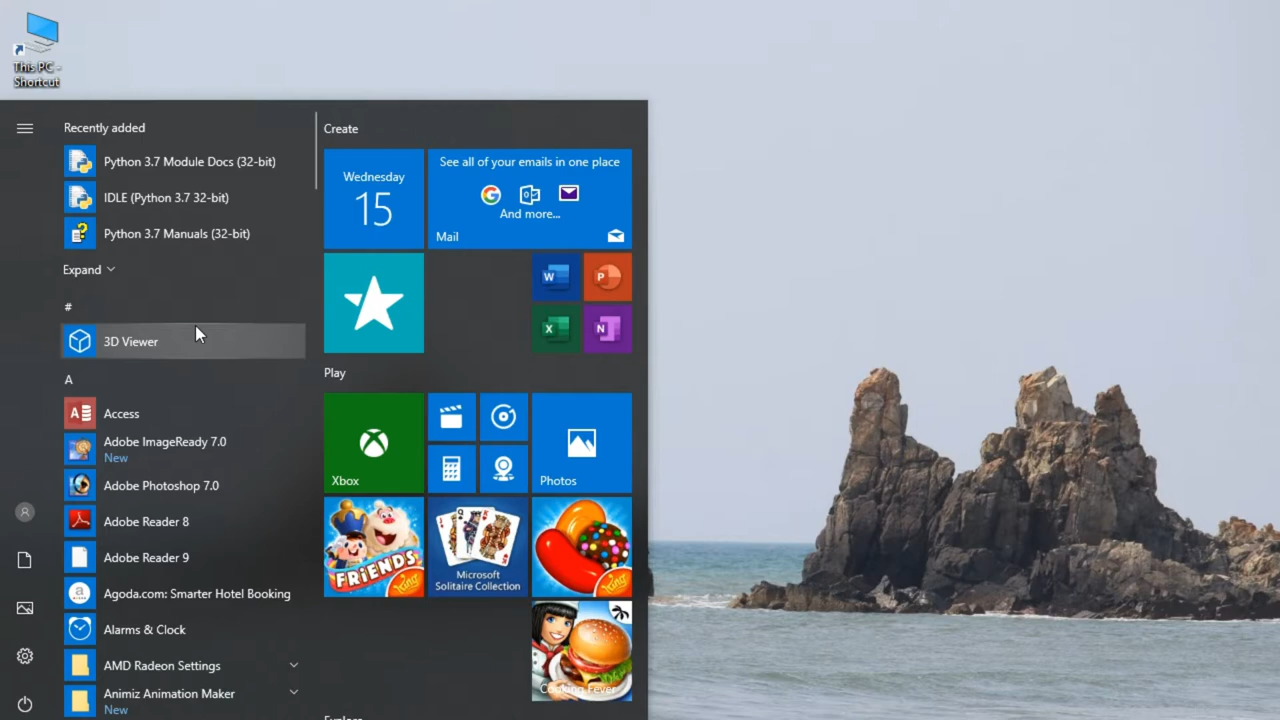 This PC -
Shortcut
Recently added
Python 3.7 Module Docs (32-bit)
IDLE (Python 3.7 32-bit)
Python 3.7 Manuals (32-bit)
Expand
#
3D Viewer
A
Access
Adobe ImageReady 7.0
New
Adobe Photoshop 7.0
Adobe Reader 8
Adobe Reader 9
Agoda.com: Smarter Hotel Booking
Alarms & Clock
AMD Radeon Settings
Animiz Animation Maker
New
Create
Wednesday
15
See all of your emails in one place
And more...
Mail
W
P
X
N
Play
Xbox
Photos
FRIENDS
King
Microsoft
Solitaire Collection
King
Cooking Fever
Explore